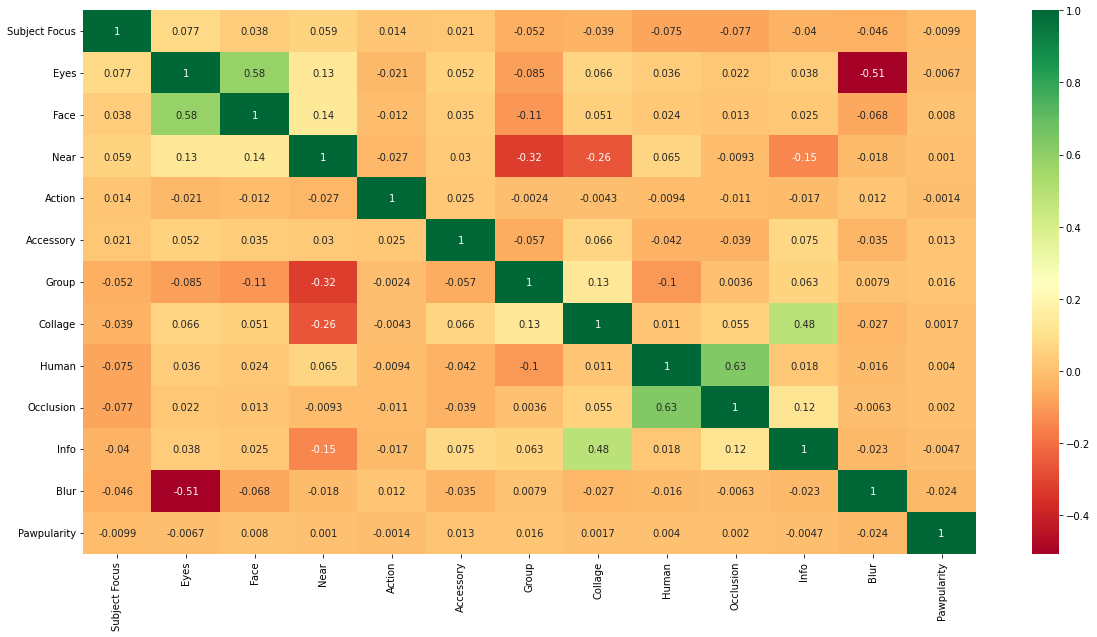 Subject Focus 1 0.077 0.038 0.059 0.014 0.021 -0.052 -0.039 -0.075 -0.077 -0.04 -0.046 -0.0099
Eyes 0.077 1 0.58 0.13 -0.021 0.052 -0.085 0.066 0.036 0.022 0.038 -0.51 -0.0067
Face 0.038 0.58 1 0.14 -0.012 0.035 -0.11 0.051 0.024 0.013 0.025 -0.068 0.008
Near 0.059 0.13 0.14 1 -0.027 0.03 -0.32 -0.26 0.065 -0.0093 -0.15 -0.018 0.001
Action 0.014 -0.021 -0.012 -0.027 1 0.025 -0.0024 -0.0043 -0.0094 -0.011 -0.017 0.012 -0.0014
Accessory 0.021 0.052 0.035 0.03 0.025 1 -0.057 0.066 -0.042 -0.039 0.075 -0.035 0.013
Group -0.052 -0.085 -0.11 -0.32 -0.0024 -0.057 1 0.13 -0.1 0.0036 0.063 0.0079 0.016
Collage -0.039 0.066 0.051 -0.26 -0.0043 0.066 0.13 1 0.011 0.055 0.48 -0.027 0.0017
Human -0.075 0.036 0.024 0.065 -0.0094 -0.042 -0.1 0.011 1 0.63 0.018 -0.016 0.004
Occlusion -0.077 0.022 0.013 -0.0093 -0.011 -0.039 0.0036 0.055 0.63 1 0.12 -0.0063 0.002
Info -0.04 0.038 0.025 -0.15 -0.017 0.075 0.063 0.48 0.018 0.12 1 -0.023 -0.0047
Blur -0.046 -0.51 -0.068 -0.018 0.012 -0.035 0.0079 -0.027 -0.016 -0.0063 -0.023 1 -0.024
Pawpularity -0.0099 -0.0067 0.008 0.001 -0.0014 0.013 0.016 0.0017 0.004 0.002 -0.0047 -0.024 1
Subject Focus Eyes Face Near Action Accessory Group Collage Human Occlusion Info Blur Pawpularity
1.0
0.8
0.6
0.4
0.2
0.0
−0.2
−0.4